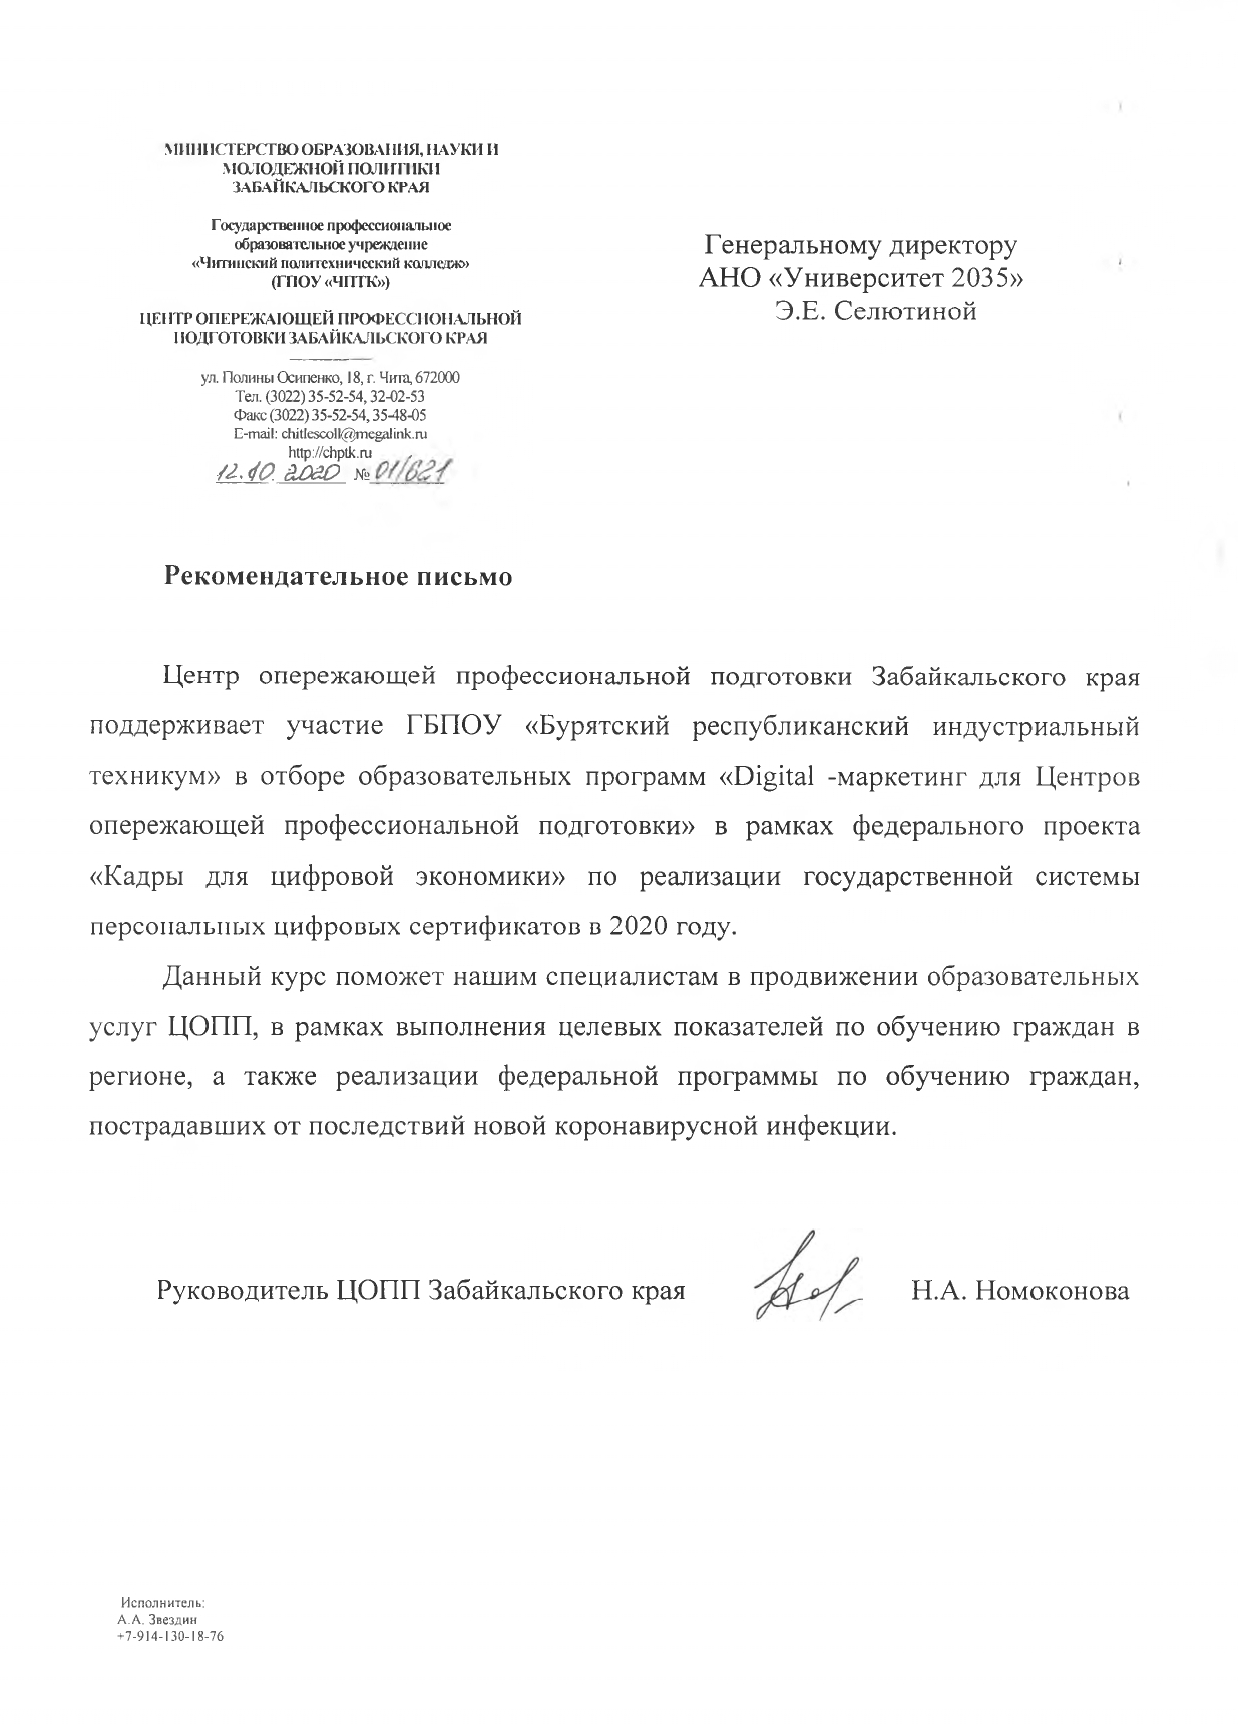 МИНИСТЕРСТВО ОБРАЗОВАНИЯ, НАУКИ И
МОЛОДЕЖНОЙ ПОЛИТИКИ
ЗАБАЙКАЛЬСКОГО КРАЯ
Государственное профессиональное
образовательное учреждение
«Читинский политехнический колледж»
(ГПОУ «ЧПТК»)
ЦЕНТР ОПЕРЕЖАЮЩЕЙ ПРОФЕССИОНАЛЬНОЙ
ПОДГОТОВКИ ЗАБАЙКАЛЬСКОГО КРАЯ
ул. Полины Осипенко, 18, г. Чита, 672000
Тел. (3022) 35-52-54, 32-02-53
Факс (3022) 35-52-54, 35-48-05
E-mail: chitlescoll@megalink.ru
http://chptk.ru
12.10. 2020 № 01/621
Генеральному директору
АНО «Университет 2035»
Э.Е. Селютиной
Рекомендательное письмо
Центр опережающей профессиональной подготовки Забайкальского края
поддерживает участие ГБПОУ «Бурятский республиканский индустриальный
техникум» в отборе образовательных программ «Digital -маркетинг для Центров
опережающей профессиональной подготовки» в рамках федерального проекта
«Кадры для цифровой экономики» по реализации государственной системы
персональных цифровых сертификатов в 2020 году.
Данный курс поможет нашим специалистам в продвижении образовательных
услуг ЦОПП, в рамках выполнения целевых показателей по обучению граждан в
регионе, а также реализации федеральной программы по обучению граждан,
пострадавших от последствий новой коронавирусной инфекции.
Руководитель ЦОПП Забайкальского края Н.А. Номоконова
Исполнитель:
А.А. Звездин
+7-914-130-18-76